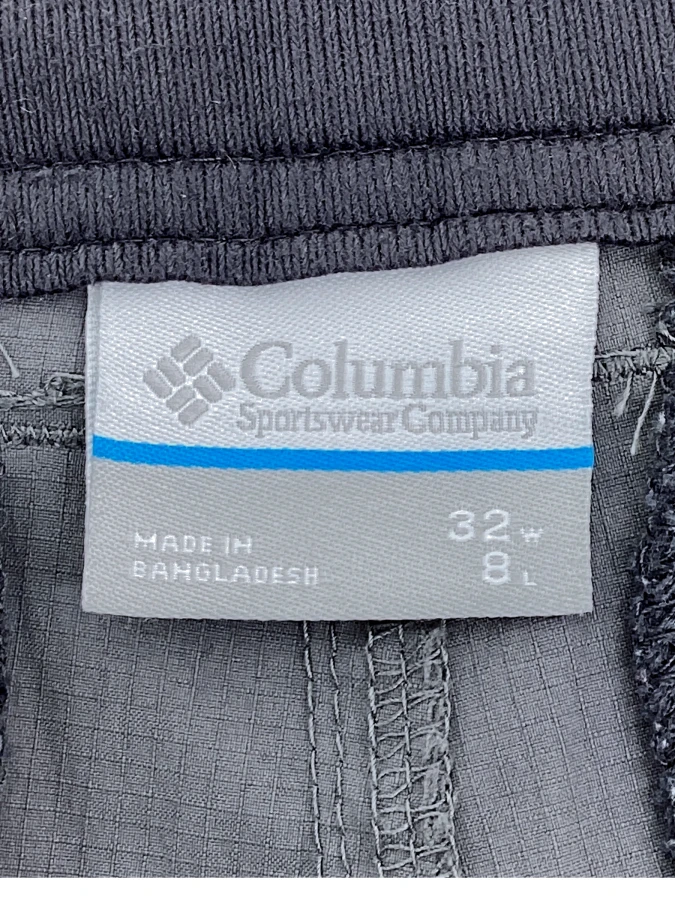 Columbia
Sportswear Company
MADE IN
BANGLADESH
32 W
8 L